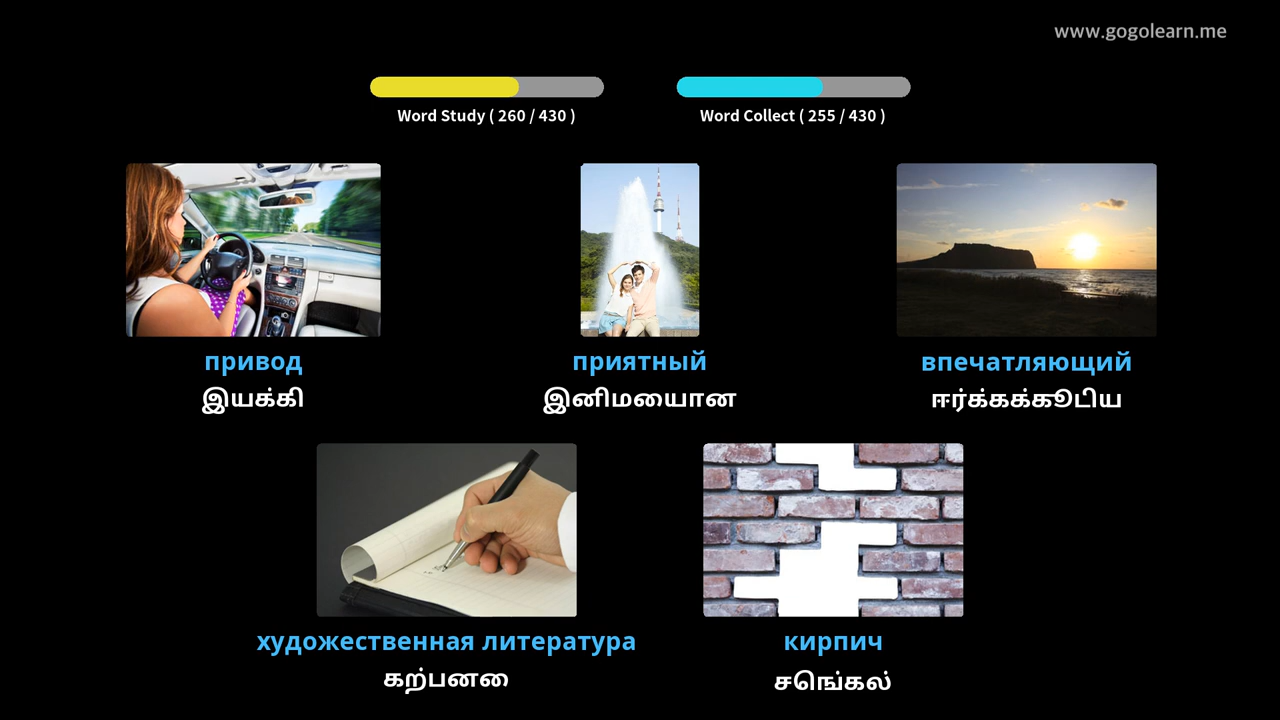 www.gogolearn.me
Word Study ( 260 / 430 )
Word Collect ( 255 / 430 )
привод
இயக்கி
приятный
இனிமையான
впечатляющий
ஈர்க்கக்கூடிய
художественная литература
கற்பனை
кирпич
செங்கல்